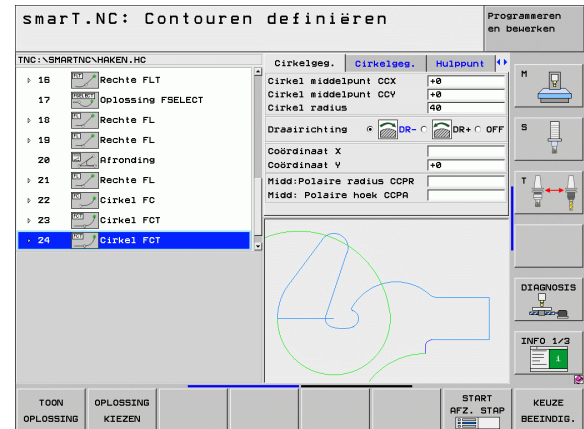 smarT.NC: Contouren definiëren
Programmeren
en bewerken
TNC:\SMARTNC\HAKEN.HC
16 Rechte FLT
17 Oplossing FSELECT
18 Rechte FL
19 Rechte FL
20 Afronding
21 Rechte FL
22 Cirkel FC
23 Cirkel FCT
24 Cirkel FCT
Cirkelgeg. Cirkelgeg. Hulppunt
Cirkel middelpunt CCX +0
Cirkel middelpunt CCY +0
Cirkel radius 40
Draairichting DR- DR+ OFF
Coördinaat X
Coördinaat Y +0
Midd:Polaire radius CCPR
Midd: Polaire hoek CCPA
M
S
T
DIAGNOSIS
INFO 1/3
TOON
OPLOSSING
OPLOSSING
KIEZEN
START
AFZ. STAP
KEUZE
BEEINDIG.